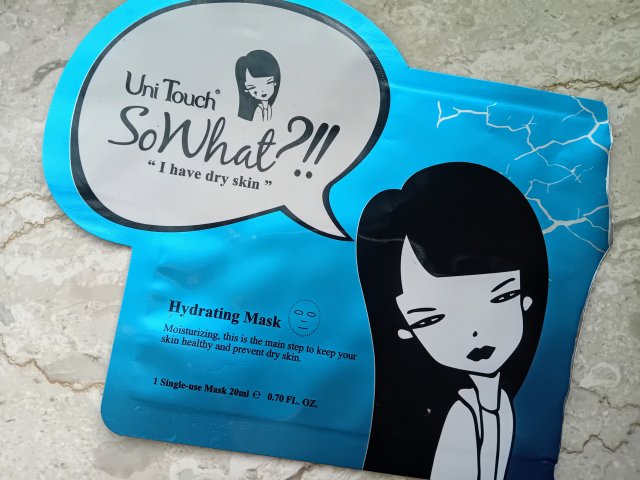 Uni Touch®
SoWhat?!!
“ I have dry skin ”
Hydrating Mask
Moisturizing, this is the main step to keep your
skin healthy and prevent dry skin.
1 Single-use Mask 20ml ℮ 0.70 FL. OZ.